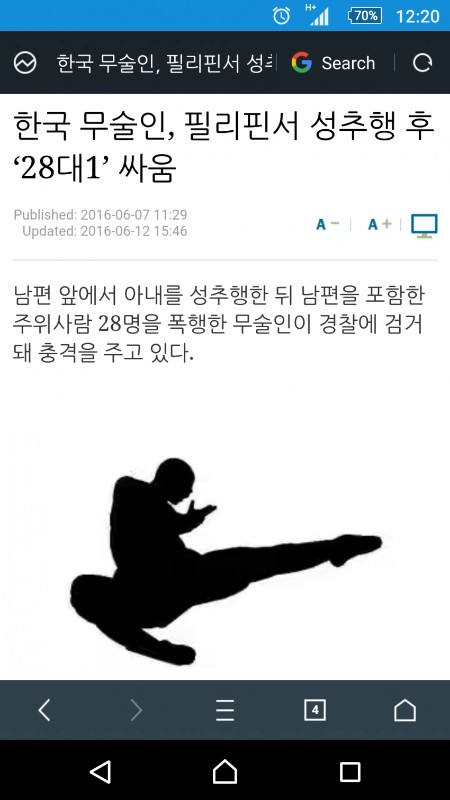 H+
70%
12:20
한국 무술인, 필리핀서 성추
Search
한국 무술인, 필리핀서 성추행 후
‘28대1’ 싸움
Published: 2016-06-07 11:29
Updated: 2016-06-12 15:46
A −
A +
남편 앞에서 아내를 성추행한 뒤 남편을 포함한
주위사람 28명을 폭행한 무술인이 경찰에 검거
돼 충격을 주고 있다.
4